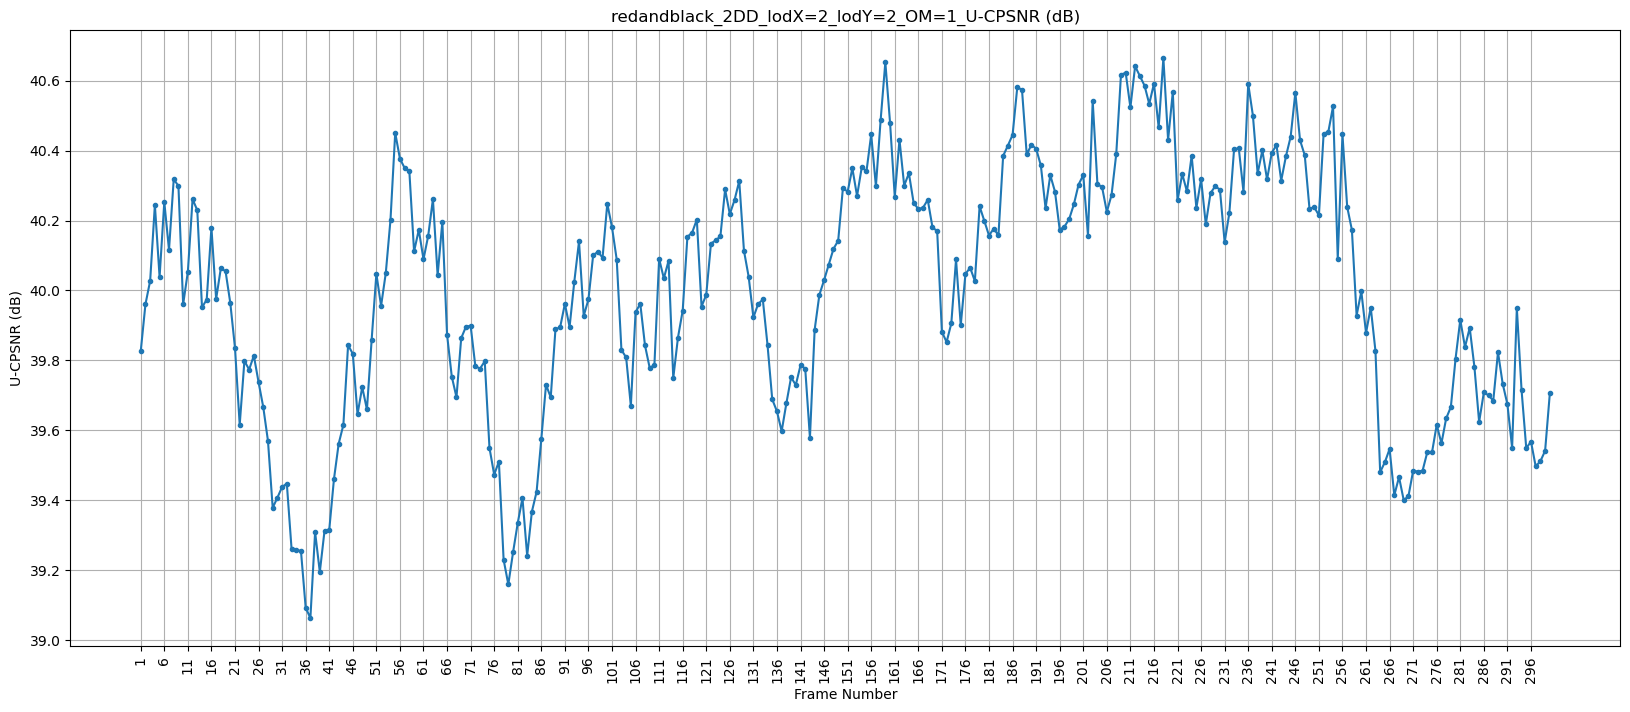 redandblack_2DD_lodX=2_lodY=2_OM=1_U-CPSNR (dB)
U-CPSNR (dB)
40.6
40.4
40.2
40.0
39.8
39.6
39.4
39.2
39.0
1 6 11 16 21 26 31 36 41 46 51 56 61 66 71 76 81 86 91 96 101 106 111 116 121 126 131 136 141 146 151 156 161 166 171 176 181 186 191 196 201 206 211 216 221 226 231 236 241 246 251 256 261 266 271 276 281 286 291 296
Frame Number